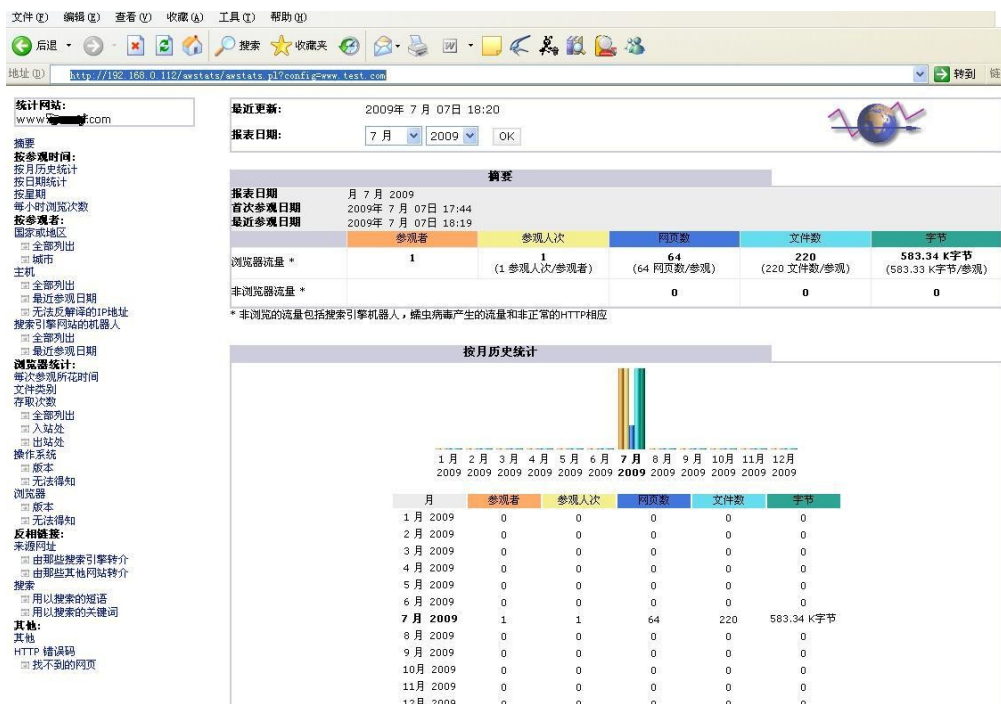 文件(F) 编辑(E) 查看(V) 收藏(A) 工具(T) 帮助(H)
后退 搜索 收藏夹
地址(D) http://192.168.0.112/awstats/awstats.pl?config=www.test.com 转到 链
统计网站:
www.
.com
摘要
按参观时间:
按月历史统计
按日期统计
按星期
每小时浏览次数
按参观者:
国家或地区
全部列出
城市
主机
全部列出
最近参观日期
无法反解译的IP地址
搜索引擎网站的机器人
全部列出
最近参观日期
浏览器统计:
每次参观所花时间
文件类别
存取次数
全部列出
入站处
出站处
操作系统
版本
无法得知
浏览器
版本
无法得知
反相链接:
来源网址
由那些搜索引擎转介
由那些其他网站转介
搜索
用以搜索的短语
用以搜索的关键词
其他:
其他
HTTP 错误码
找不到的网页
最近更新: 2009年 7 月 07日 18:20
报表日期: 7 月 2009 OK
摘要
报表日期 月 7 月 2009
首次参观日期 2009年 7 月 07日 17:44
最近参观日期 2009年 7 月 07日 18:19
参观者 参观人次 网页数 文件数 字节
浏览器流量 * 1 1 64 220 583.34 K字节
(1 参观人次/参观者) (64 网页数/参观) (220 文件数/参观) (583.33 K字节/参观)
非浏览器流量 * 0 0 0
* 非浏览的流量包括搜索引擎机器人，蠕虫病毒产生的流量和非正常的HTTP相应
按月历史统计
1 月 2 月 3 月 4 月 5 月 6 月 7 月 8 月 9 月 10月 11月 12月
2009 2009 2009 2009 2009 2009 2009 2009 2009 2009 2009 2009
月 参观者 参观人次 网页数 文件数 字节
1 月 2009 0 0 0 0 0
2 月 2009 0 0 0 0 0
3 月 2009 0 0 0 0 0
4 月 2009 0 0 0 0 0
5 月 2009 0 0 0 0 0
6 月 2009 0 0 0 0 0
7 月 2009 1 1 64 220 583.34 K字节
8 月 2009 0 0 0 0 0
9 月 2009 0 0 0 0 0
10月 2009 0 0 0 0 0
11月 2009 0 0 0 0 0
12月 2009 0 0 0 0 0